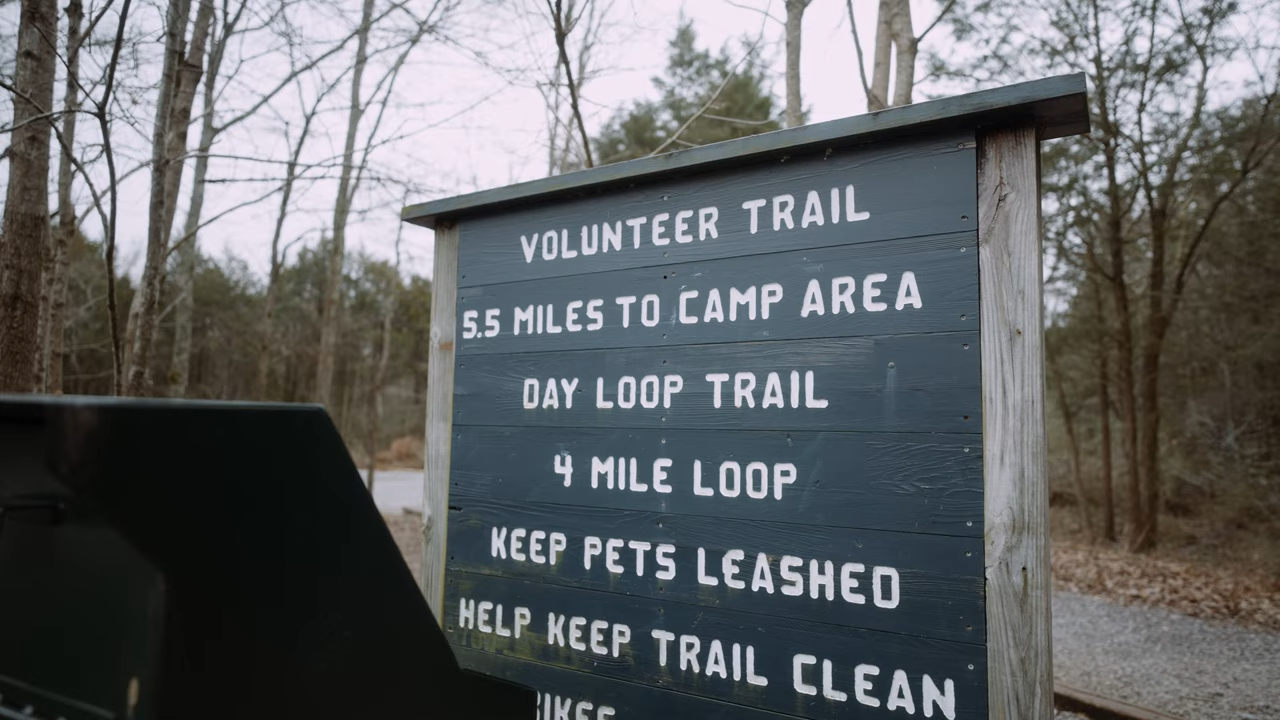 VOLUNTEER TRAIL
5.5 MILES TO CAMP AREA
DAY LOOP TRAIL
4 MILE LOOP
KEEP PETS LEASHED
HELP KEEP TRAIL CLEAN